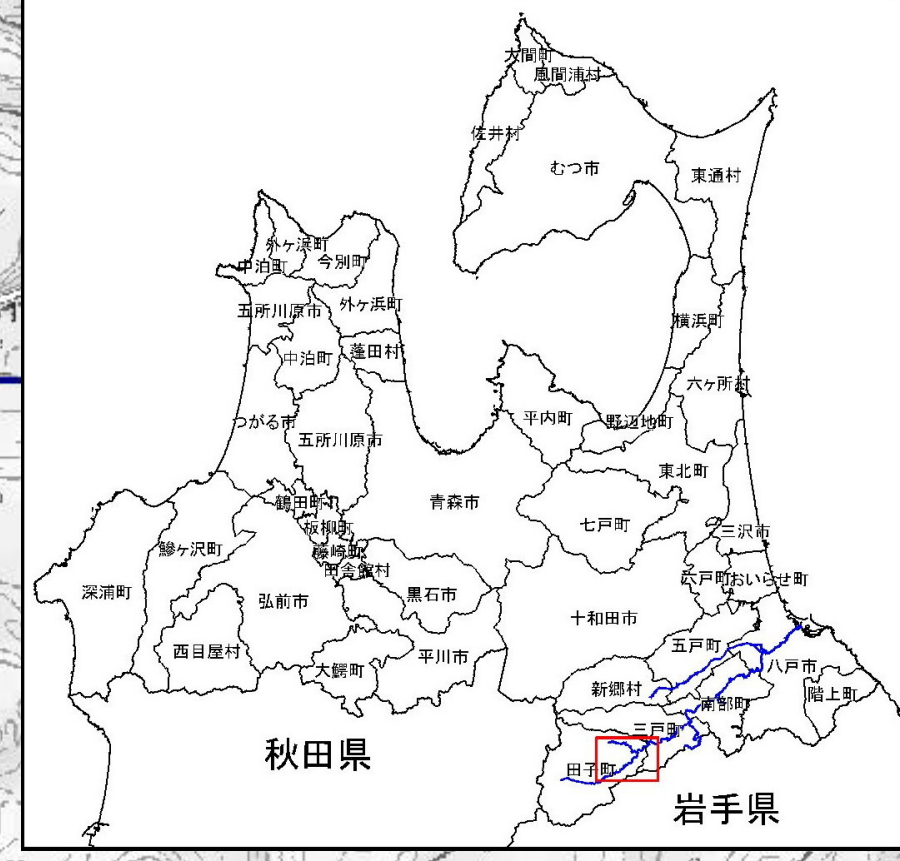 大間町
風間浦村
佐井村
むつ市
東通村
外ヶ浜町
中泊町
今別町
五所川原市
外ヶ浜町
横浜町
中泊町
蓬田村
六ヶ所村
つがる市
五所川原市
平内町
野辺地町
東北町
鶴田町
青森市
七戸町
板柳町
三沢市
鰺ヶ沢町
藤崎町
田舎館村
六戸町
おいらせ町
深浦町
弘前市
黒石市
十和田市
西目屋村
大鰐町
平川市
五戸町
八戸市
新郷村
南部町
階上町
三戸町
田子町
秋田県
岩手県